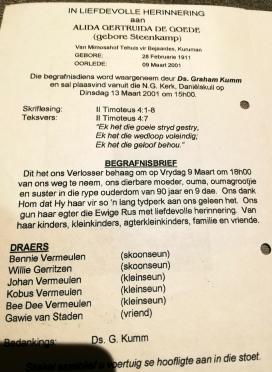 IN LIEFDEVOLLE HERINNERING
aan
ALIDA GERTRUIDA DE GOEDE
(gebore Steenkamp)
Van Mimosahof Tehuis vir Bejaardes, Kuruman
GEBORE: 28 Februarie 1911
OORLEDE: 09 Maart 2001
Die begrafnisdiens word waargeneem deur Ds. Graham Kumm
en sal plaasvind vanuit die N.G. Kerk, Daniëlskuil op
Dinsdag 13 Maart 2001 om 15h00.
Skriflesing: II Timoteus 4:1-8
Teksvers: II Timoteus 4:7
"Ek het die goeie stryd gestry,
Ek het die wedloop voleindig;
Ek het die geloof behou."
BEGRAFNISBRIEF
Dit het ons Verlosser behaag om op Vrydag 9 Maart om 18h00
van ons weg te neem, ons dierbare moeder, ouma, oumagrootjie
en suster in die rype ouderdom van 90 jaar en 9 dae. Ons dank
Hom dat Hy haar vir so 'n lang tydperk aan ons geleen het. Ons
gun haar egter die Ewige Rus met liefdevolle herinnering. Van
haar kinders, kleinkinders, agterkleinkinders, familie en vriende.
DRAERS
Bennie Vermeulen (skoonseun)
Willie Gerritzen (skoonseun)
Johan Vermeulen (kleinseun)
Kobus Vermeulen (kleinseun)
Bee Dee Vermeulen (kleinseun)
Gawie van Staden (vriend)
Bedankings: Ds. G. Kumm
u voertuig se hoofligte aan in die stoet.